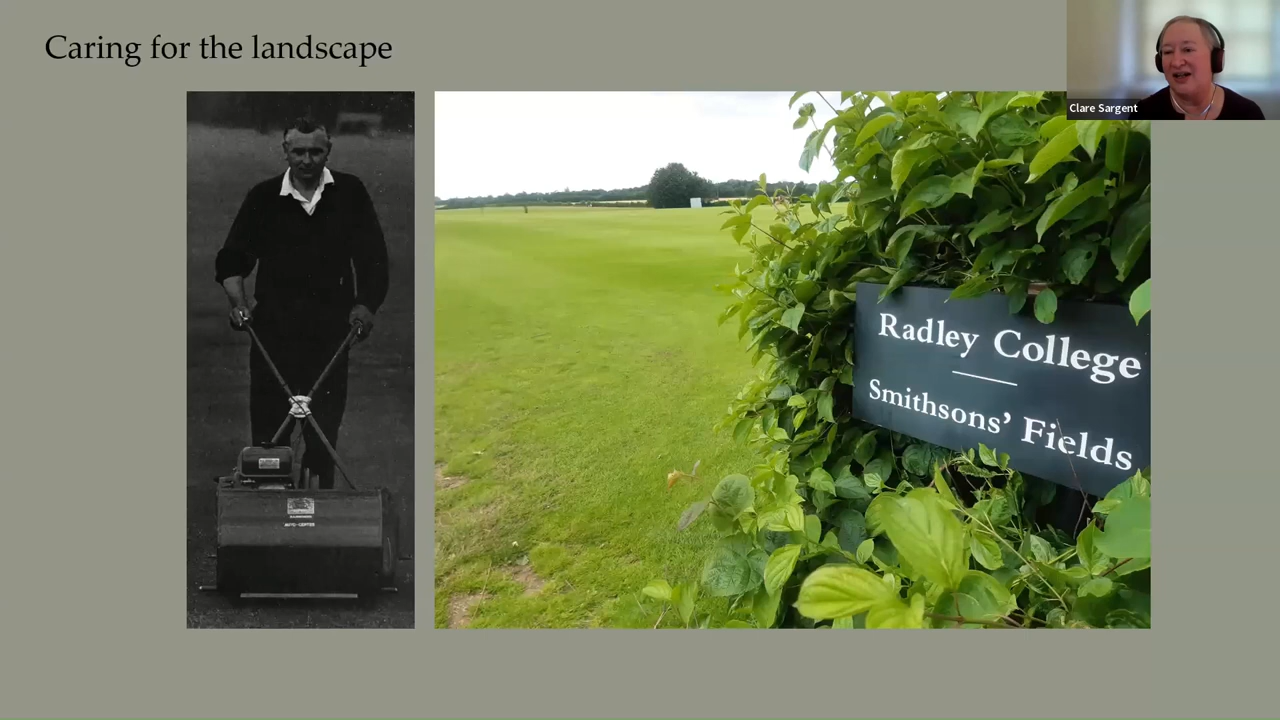 Caring for the landscape
Clare Sargent
Radley College
Smithsons' Fields